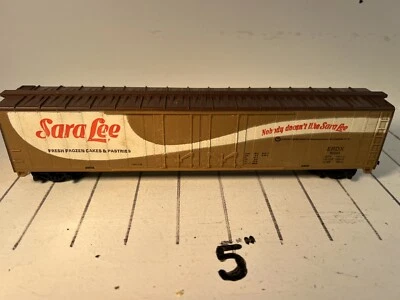 Sara Lee
FRESH FROZEN CAKES & PASTRIES
Nobody doesn't like Sara Lee
5"